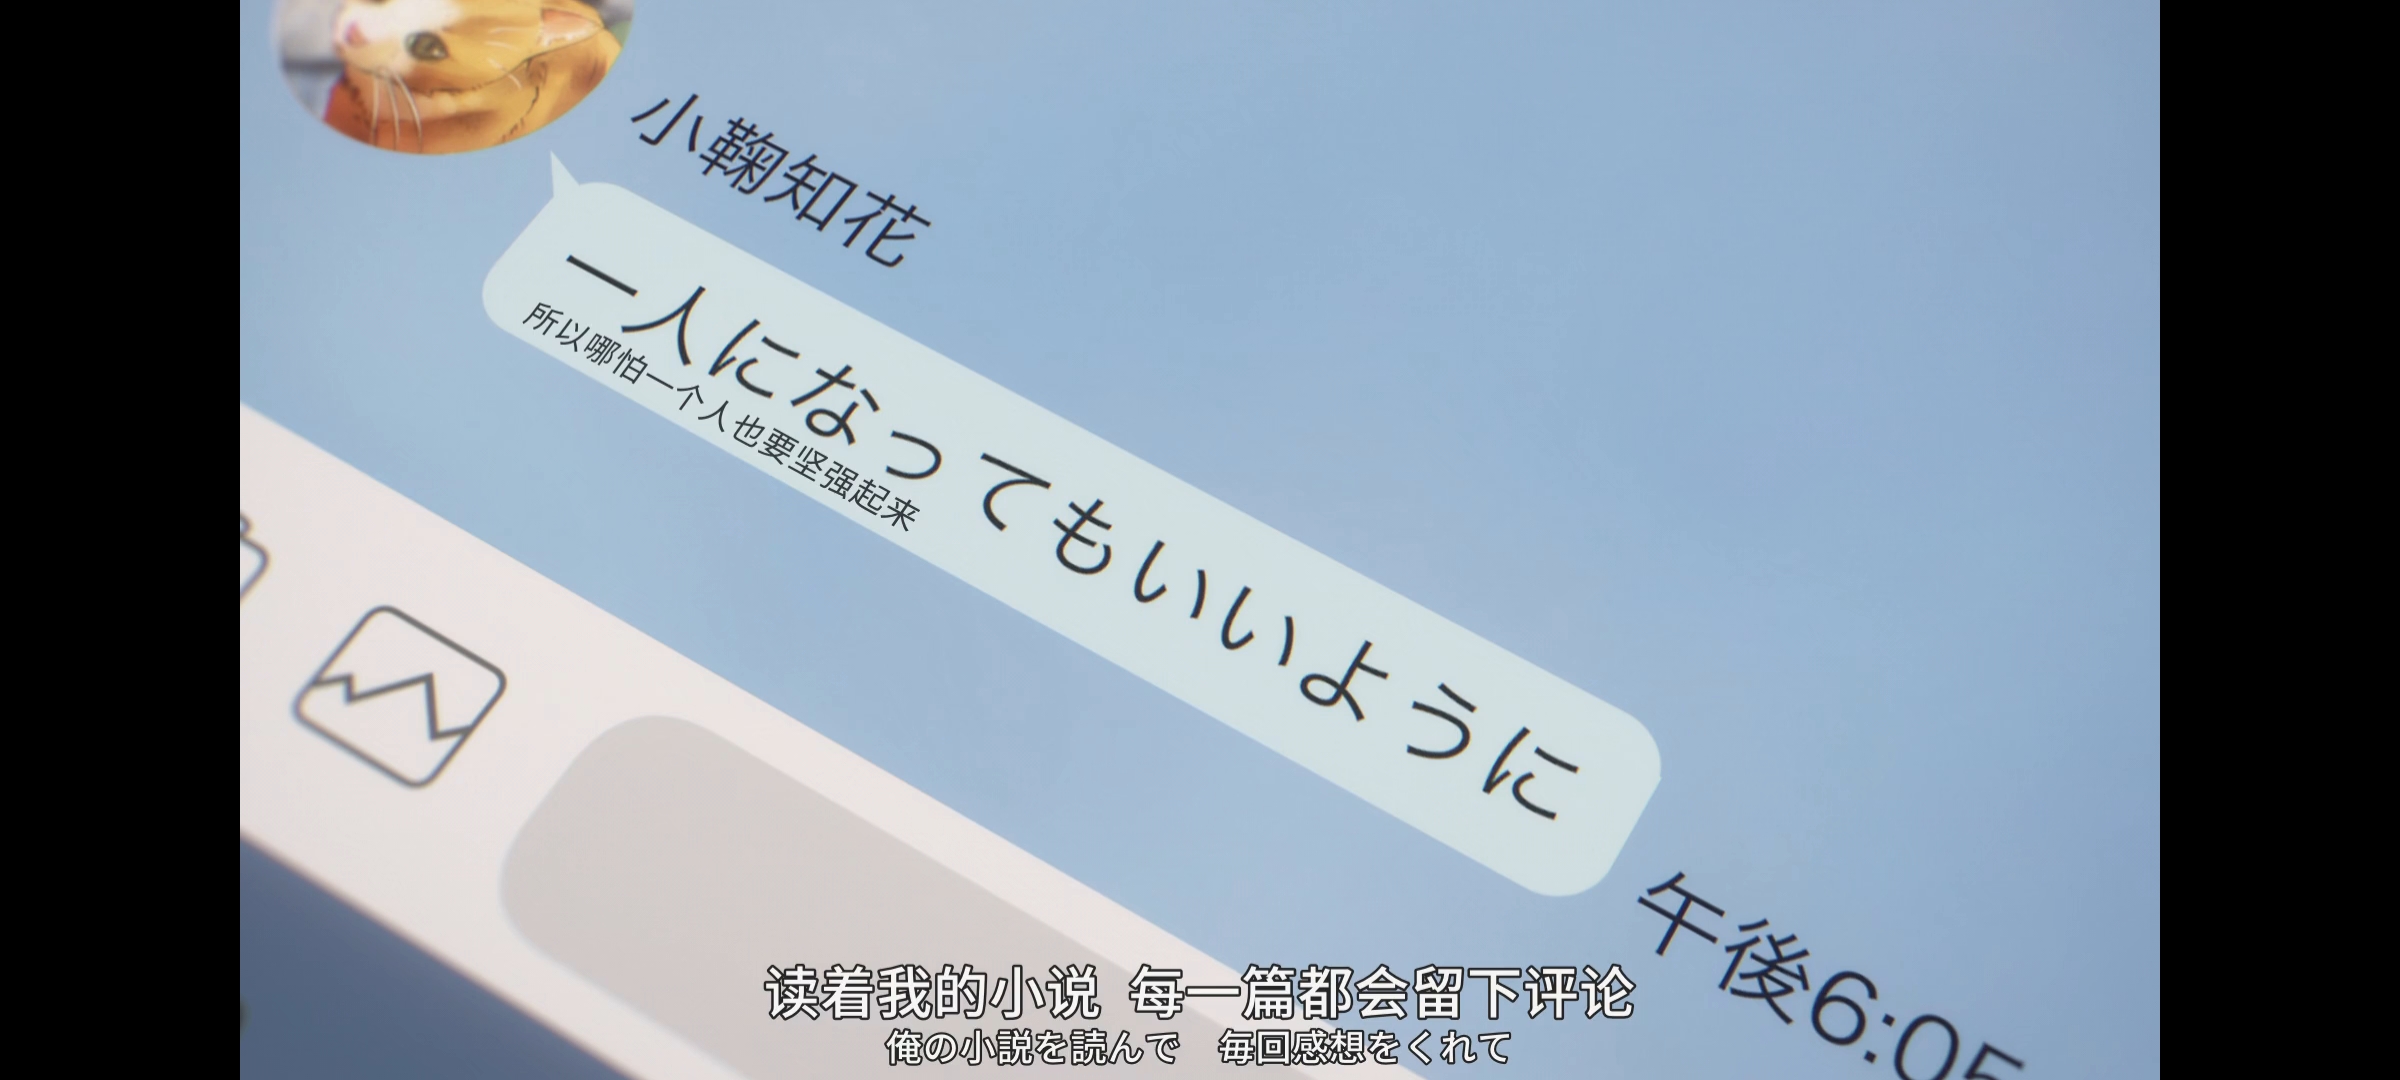 小鞠知花
一人になってもいいように
所以哪怕一个人也要坚强起来
午後6:05
读着我的小说 每一篇都会留下评论
俺の小説を読んで 毎回感想をくれて